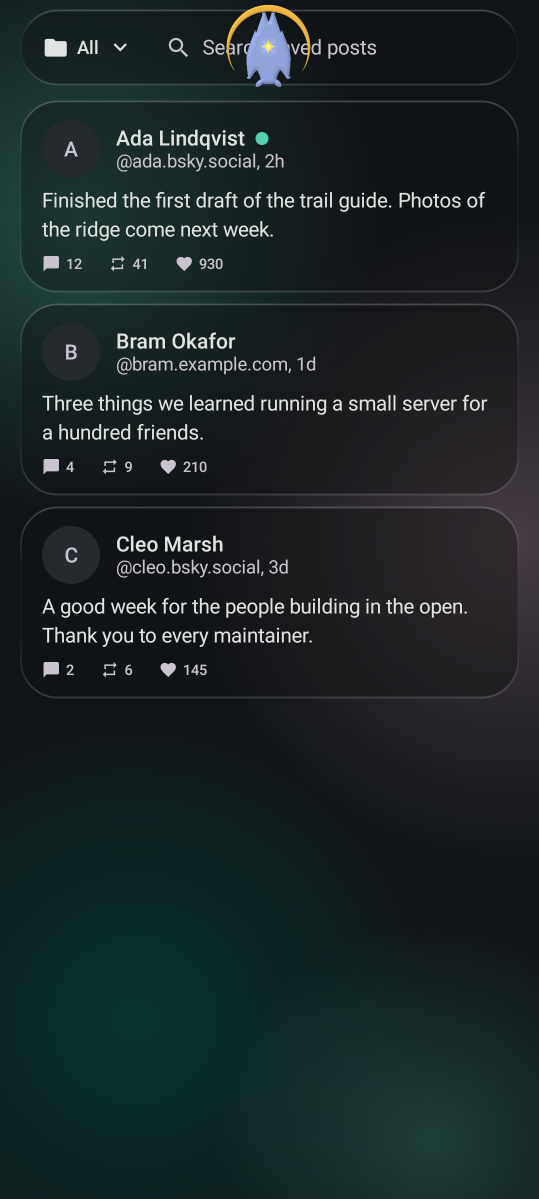 All
Search saved posts
A
Ada Lindqvist
@ada.bsky.social, 2h
Finished the first draft of the trail guide. Photos of
the ridge come next week.
12 41 930
B
Bram Okafor
@bram.example.com, 1d
Three things we learned running a small server for
a hundred friends.
4 9 210
C
Cleo Marsh
@cleo.bsky.social, 3d
A good week for the people building in the open.
Thank you to every maintainer.
2 6 145